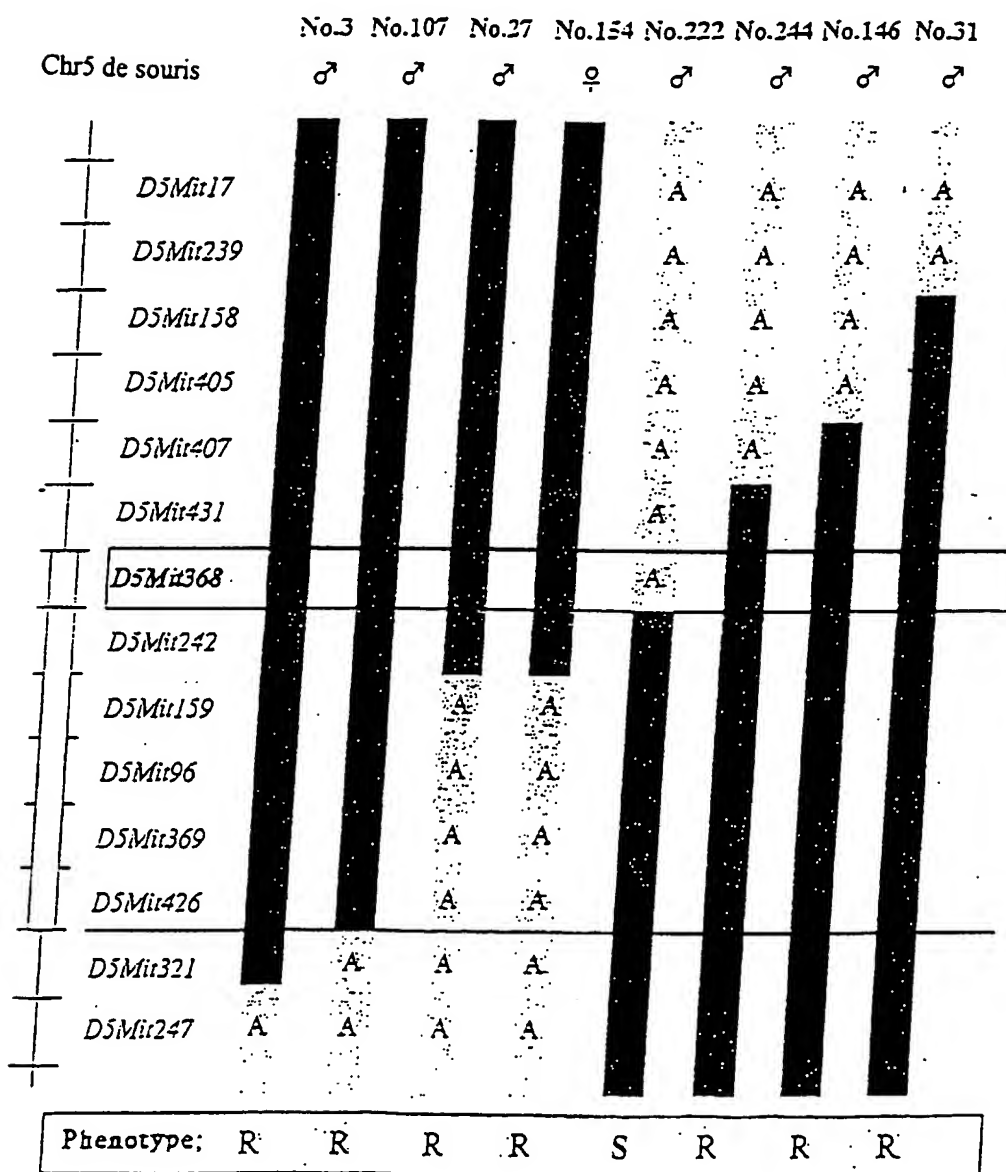 No.3 No.107 No.27 No.154 No.222 No.244 No.146 No.31
Chr5 de souris ♂ ♂ ♂ ♀ ♂ ♂ ♂ ♂
D5Mit17 A A A A
D5Mit239 A A A A
D5Mit158 A A A
D5Mit405 A A A
D5Mit407 A A
D5Mit431 A
D5Mit368 A
D5Mit242
D5Mit159 A A
D5Mit96 A A
D5Mit369 A A
D5Mit426 A A
D5Mit321 A A A
D5Mit247 A A A A
Phenotype; R R R R S R R R